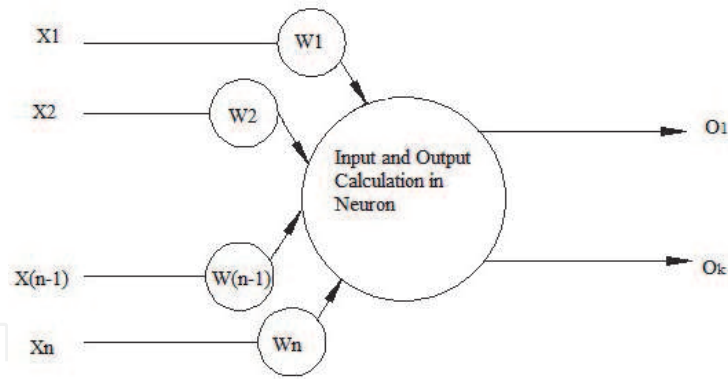 X1
W1
X2
W2
Input and Output
Calculation in
Neuron
O1
X(n-1)
W(n-1)
Ok
Xn
Wn